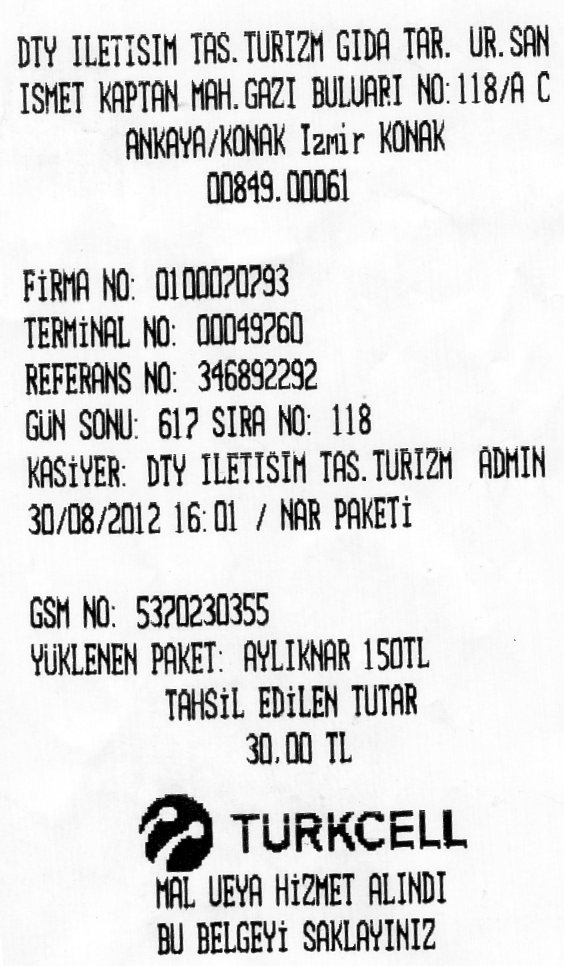 DTY ILETISIM TAS.TURIZM GIDA TAR. UR.SAN
ISMET KAPTAN MAH.GAZI BULVARI NO:118/A C
ANKAYA/KONAK Izmir KONAK
00849.00061
FİRMA NO: 0100070793
TERMİNAL NO: 00049760
REFERANS NO: 346892292
GÜN SONU: 617 SIRA NO: 118
KASİYER: DTY ILETISIM TAS.TURIZM ADMIN
30/08/2012 16:01 / NAR PAKETİ
GSM NO: 5370230355
YÜKLENEN PAKET: AYLIKNAR 150TL
TAHSİL EDİLEN TUTAR
30.00 TL
TURKCELL
MAL VEYA HİZMET ALINDI
BU BELGEYİ SAKLAYINIZ